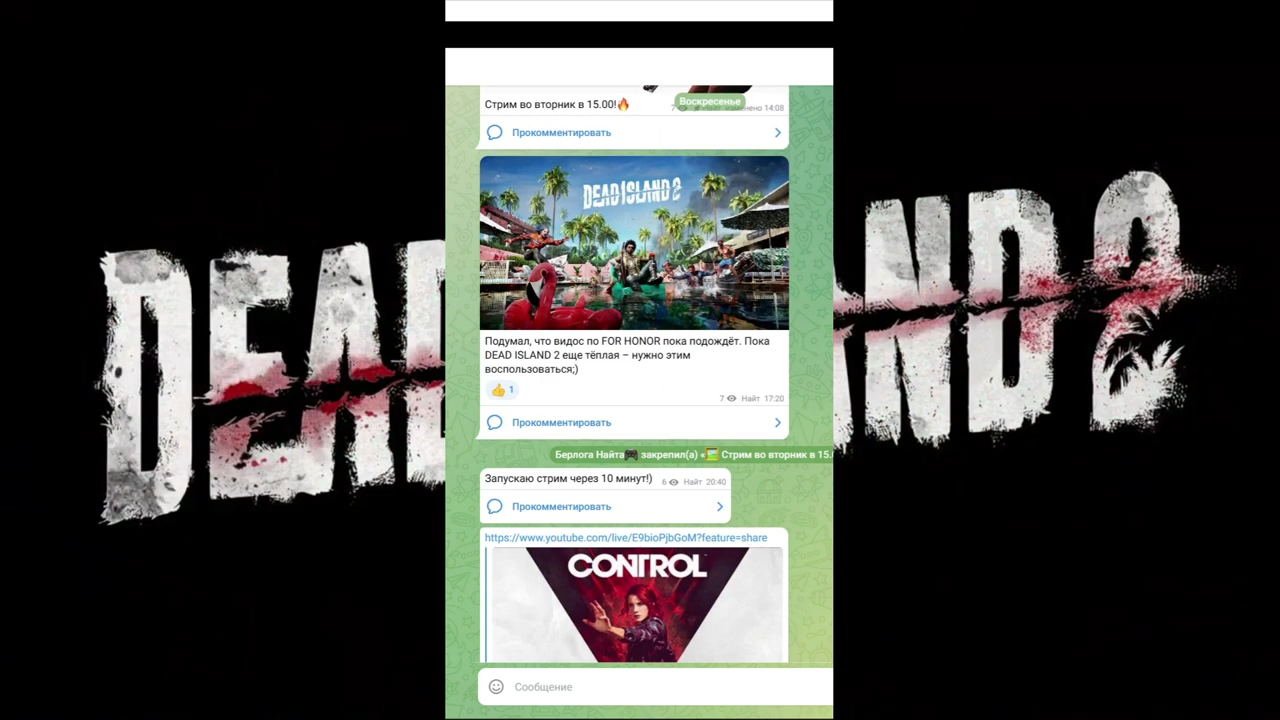 Стрим во вторник в 15.00!🔥
Воскресенье
7 изменено 14:08
Прокомментировать
DEAD ISLAND 2
Подумал, что видос по FOR HONOR пока подождёт. Пока
DEAD ISLAND 2 еще тёплая – нужно этим
воспользоваться;)
👍 1
7 Найт 17:20
Прокомментировать
Берлога Найта🎮 закрепил(а) «🖼 Стрим во вторник в 15.
Запускаю стрим через 10 минут!)
6 Найт 20:40
Прокомментировать
https://www.youtube.com/live/E9bioPjbGoM?feature=share
CONTROL
Сообщение
DEAD
AND 2